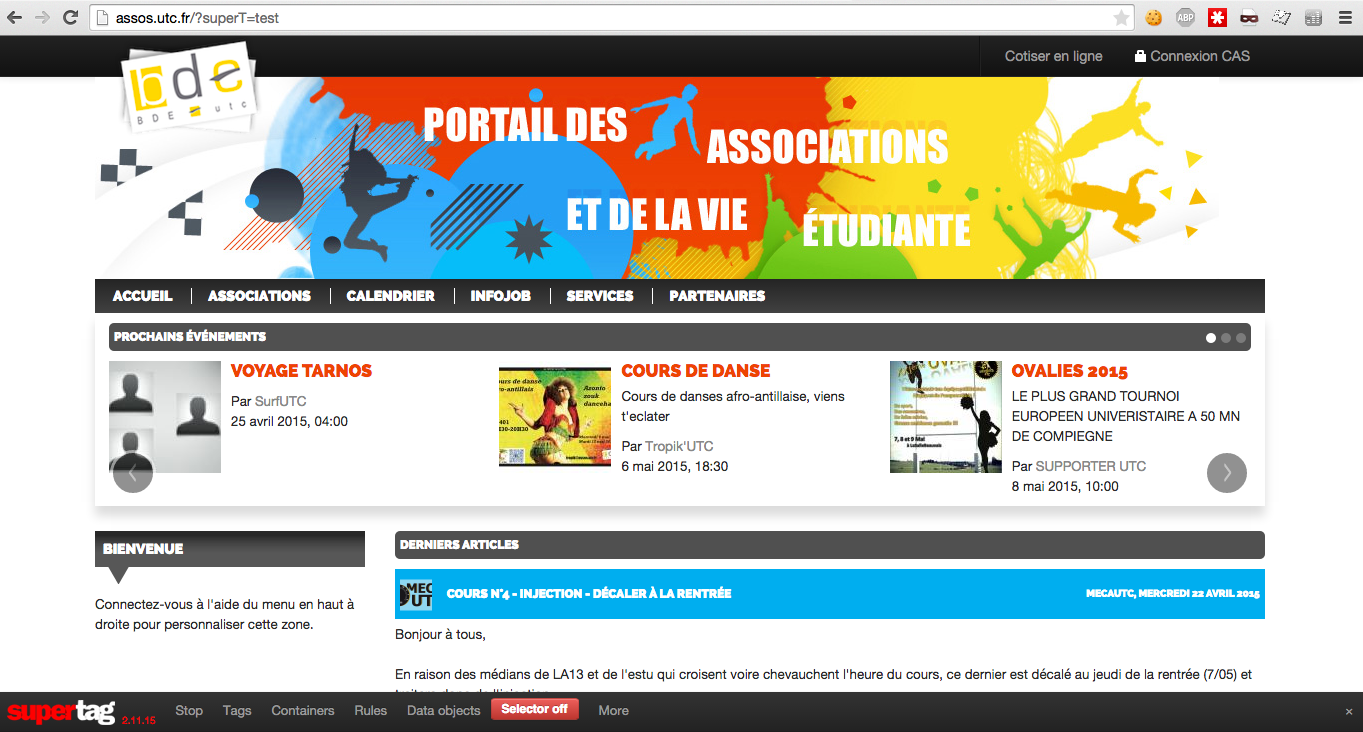 assos.utc.fr/?superT=test
ABP
Cotiser en ligne
Connexion CAS
bde
BDE utc
PORTAIL DES
ASSOCIATIONS
ET DE LA VIE
ÉTUDIANTE
ACCUEIL
ASSOCIATIONS
CALENDRIER
INFOJOB
SERVICES
PARTENAIRES
PROCHAINS ÉVÉNEMENTS
VOYAGE TARNOS
Par SurfUTC
25 avril 2015, 04:00
COURS DE DANSE
Cours de danses afro-antillaise, viens
t'eclater
Par Tropik'UTC
6 mai 2015, 18:30
OVALIES 2015
LE PLUS GRAND TOURNOI
EUROPEEN UNIVERISTAIRE A 50 MN
DE COMPIEGNE
Par SUPPORTER UTC
8 mai 2015, 10:00
BIENVENUE
Connectez-vous à l'aide du menu en haut à
droite pour personnaliser cette zone.
DERNIERS ARTICLES
MEC
UT
COURS N°4 - INJECTION - DÉCALER À LA RENTRÉE
MECAUTC, MERCREDI 22 AVRIL 2015
Bonjour à tous,
En raison des médians de LA13 et de l'estu qui croisent voire chevauchent l'heure du cours, ce dernier est décalé au jeudi de la rentrée (7/05) et
supertag 2.11.15
Stop
Tags
Containers
Rules
Data objects
Selector off
More
×